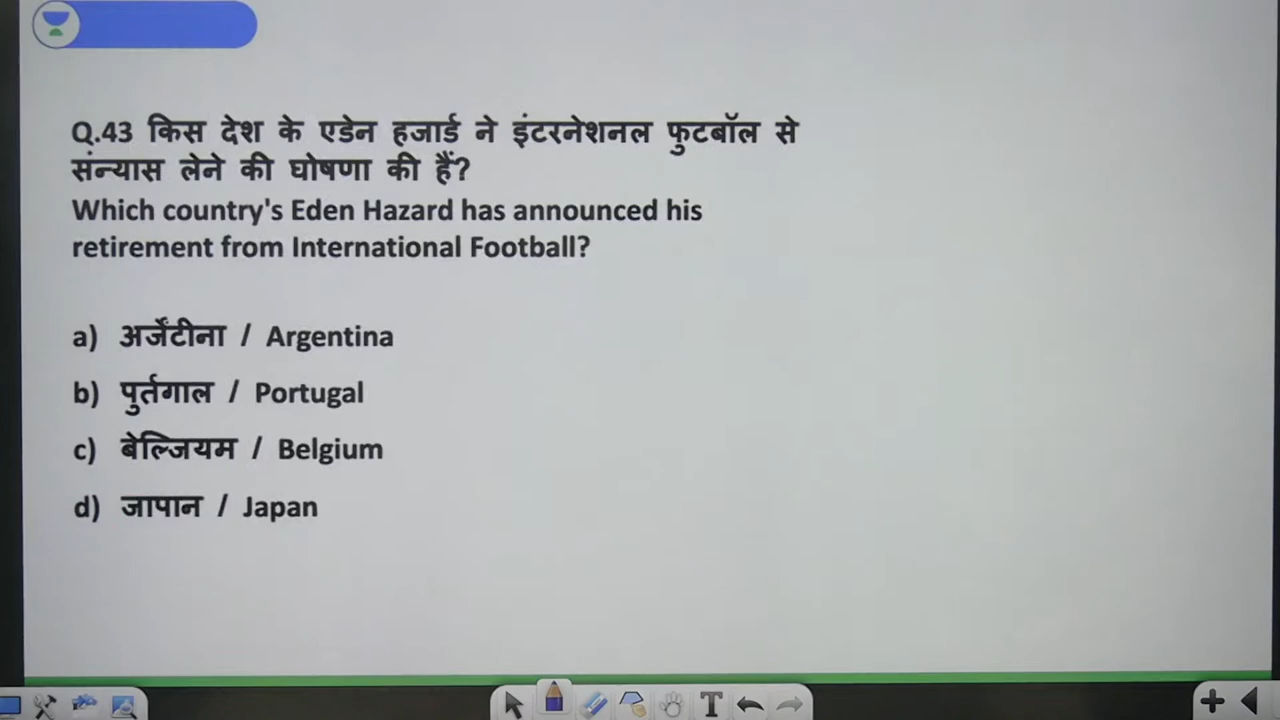 Q.43 किस देश के एडेन हजार्ड ने इंटरनेशनल फुटबॉल से
संन्यास लेने की घोषणा की हैं?
Which country's Eden Hazard has announced his
retirement from International Football?
a) अर्जेंटीना / Argentina
b) पुर्तगाल / Portugal
c) बेल्जियम / Belgium
d) जापान / Japan
T